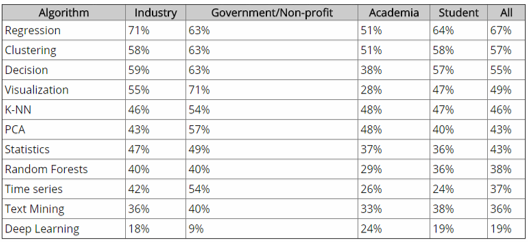 Algorithm Industry Government/Non-profit Academia Student All
Regression 71% 63% 51% 64% 67%
Clustering 58% 63% 51% 58% 57%
Decision 59% 63% 38% 57% 55%
Visualization 55% 71% 28% 47% 49%
K-NN 46% 54% 48% 47% 46%
PCA 43% 57% 48% 40% 43%
Statistics 47% 49% 37% 36% 43%
Random Forests 40% 40% 29% 36% 38%
Time series 42% 54% 26% 24% 37%
Text Mining 36% 40% 33% 38% 36%
Deep Learning 18% 9% 24% 19% 19%